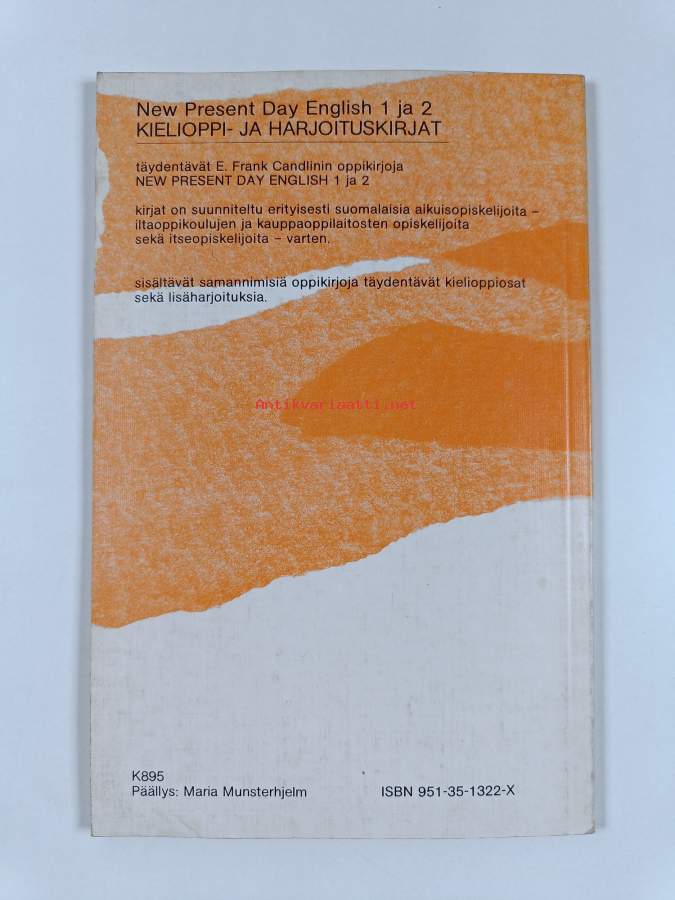 New Present Day English 1 ja 2
KIELIOPPI- JA HARJOITUSKIRJAT
täydentävät E. Frank Candlinin oppikirjoja
NEW PRESENT DAY ENGLISH 1 ja 2
kirjat on suunniteltu erityisesti suomalaisia aikuisopiskelijoita –
iltaoppikoulujen ja kauppaoppilaitosten opiskelijoita
sekä itseopiskelijoita – varten.
sisältävät samannimisiä oppikirjoja täydentävät kielioppiosat
sekä lisäharjoituksia.
Antikvariaatti.net
K895
Päällys: Maria Munsterhjelm
ISBN 951-35-1322-X